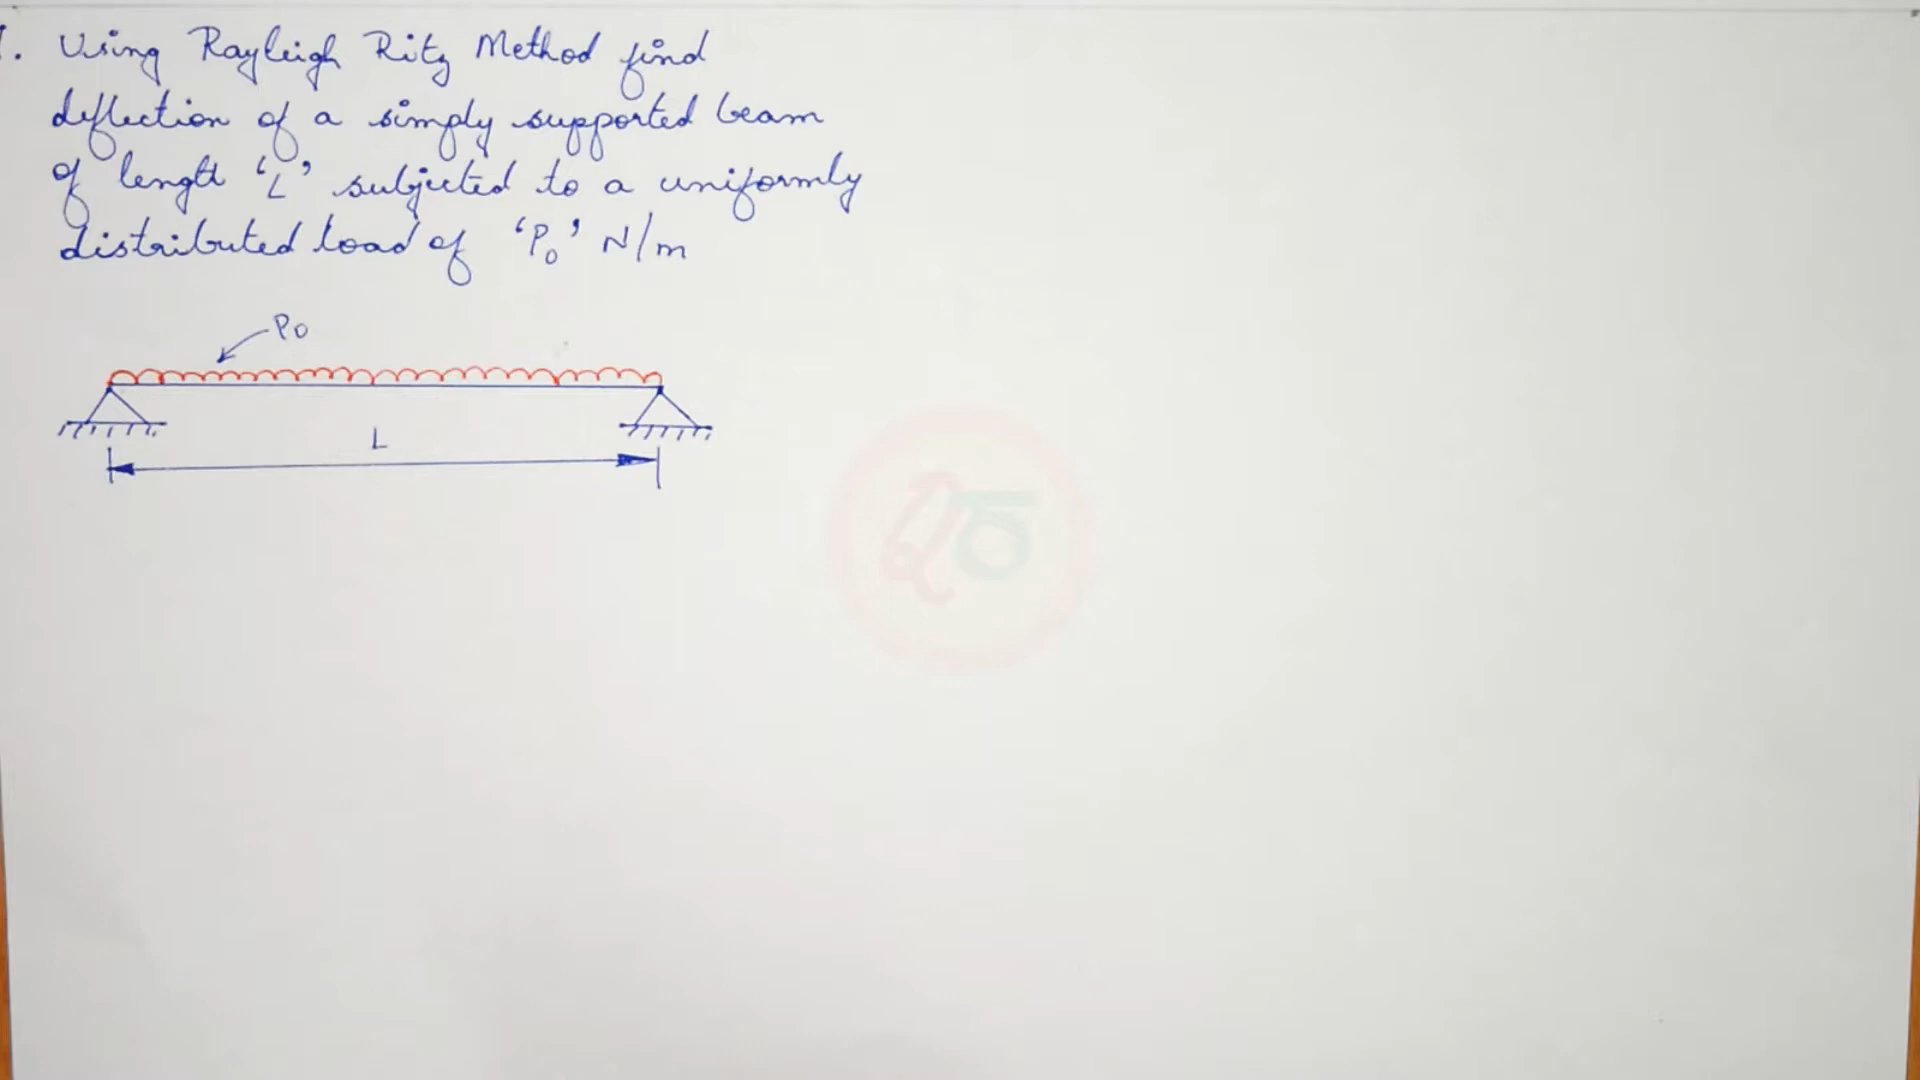 1. Using Rayleigh Ritz Method find
deflection of a simply supported beam
of length 'L' subjected to a uniformly
distributed load of 'P₀' N/m
P₀
L